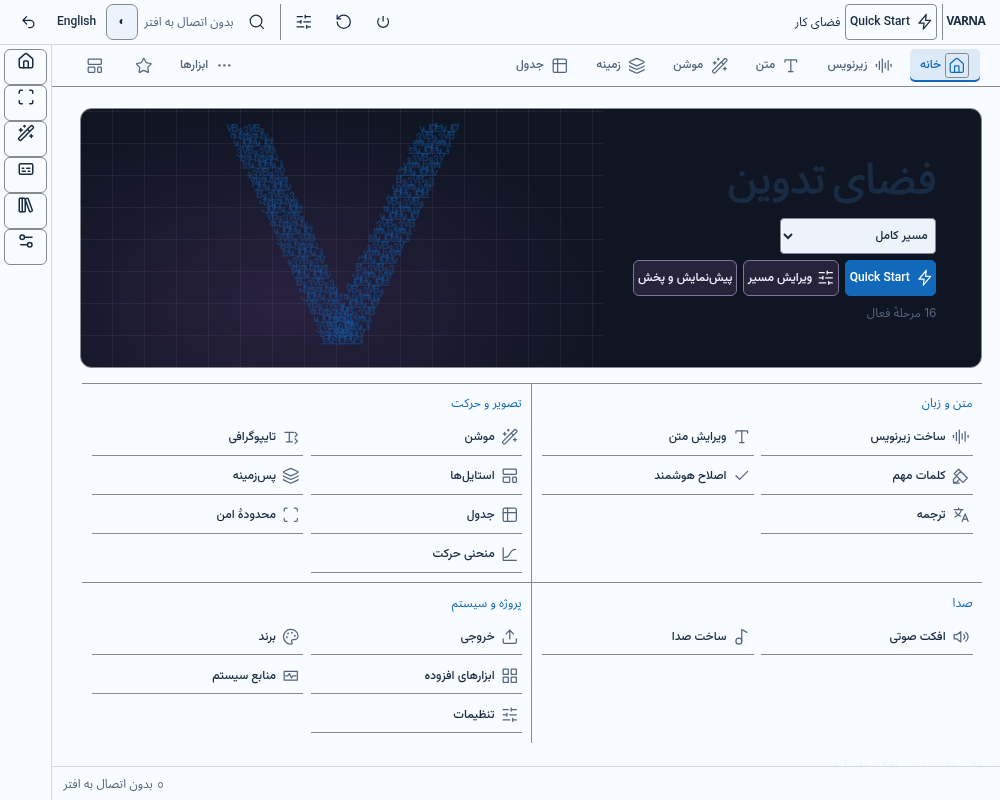 VARNA
Quick Start
فضای کار
بدون اتصال به افتر
English
خانه
زیرنویس
متن
موشن
زمینه
جدول
ابزارها
فضای تدوین
مسیر کامل
Quick Start
ویرایش مسیر
پیش‌نمایش و پخش
16 مرحلهٔ فعال
متن و زبان
ساخت زیرنویس
ویرایش متن
کلمات مهم
اصلاح هوشمند
ترجمه
تصویر و حرکت
موشن
تایپوگرافی
استایل‌ها
پس‌زمینه
جدول
محدودهٔ امن
منحنی حرکت
صدا
افکت صوتی
ساخت صدا
پروژه و سیستم
خروجی
برند
ابزارهای افزوده
منابع سیستم
تنظیمات
بدون اتصال به افتر